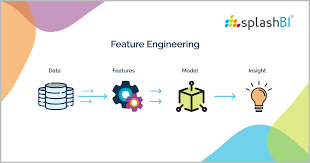 splashBI®
Feature Engineering
Data
Features
Model
Insight